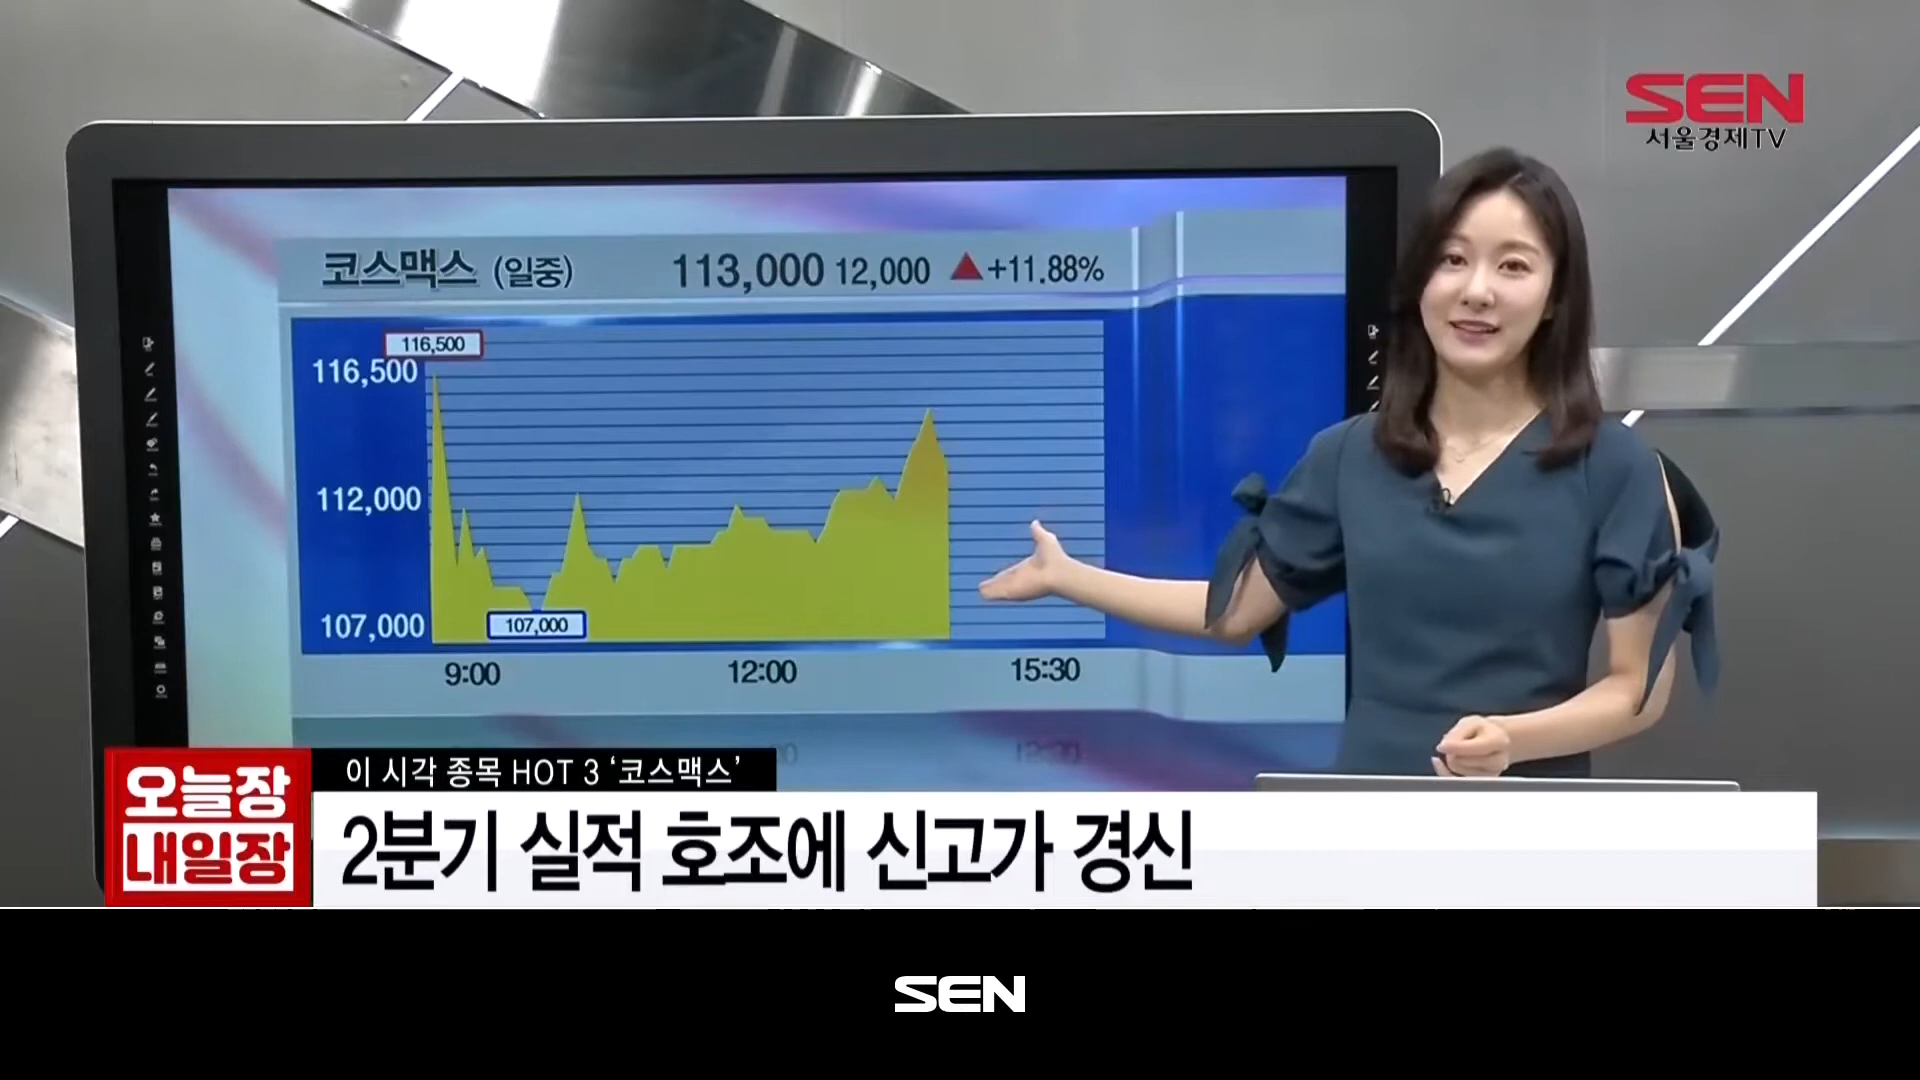 SEN
서울경제TV
코스맥스 (일중) 113,000 12,000 ▲+11.88%
116,500
116,500
112,000
107,000
107,000
9:00 12:00 15:30
이 시각 종목 HOT 3 ‘코스맥스’
오늘장
내일장
2분기 실적 호조에 신고가 경신
SEN